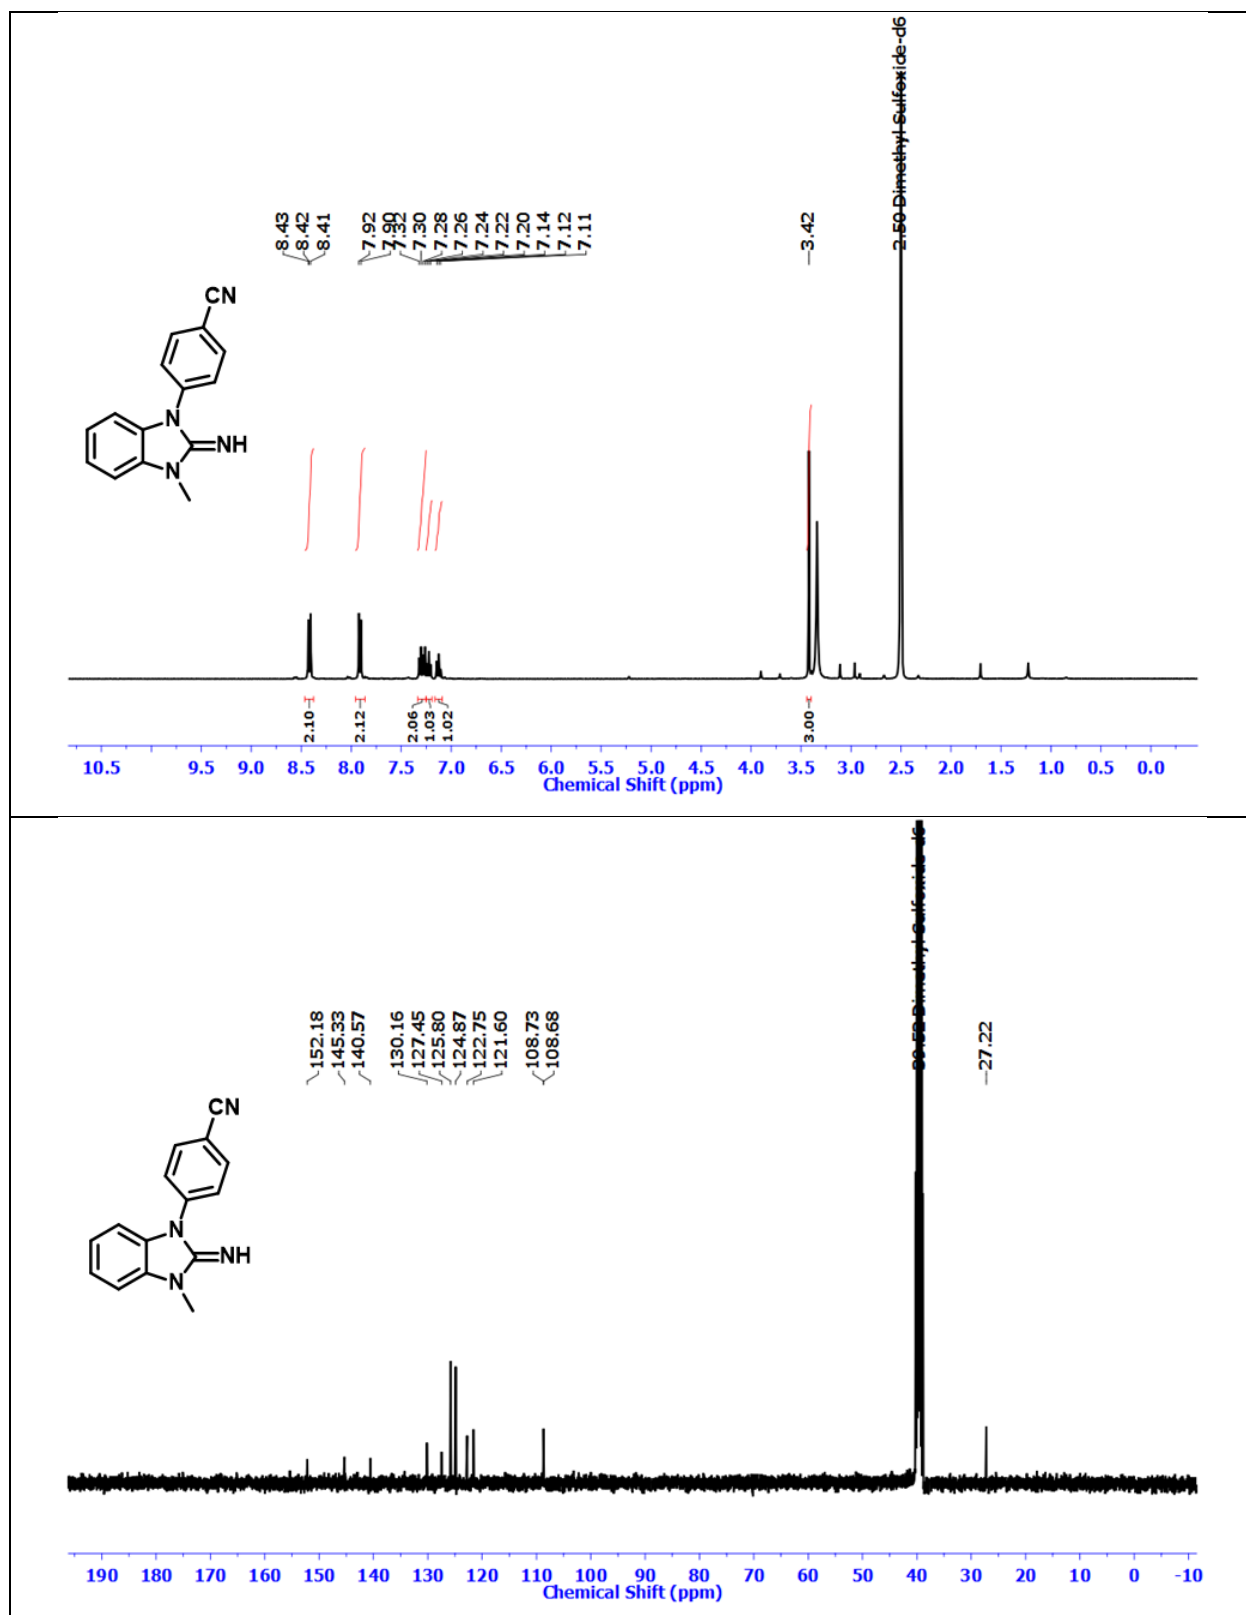 2.50 Dimethyl Sulfoxide-d6
8.43
8.42
8.41
7.92
7.90
7.32
7.30
7.28
7.26
7.24
7.22
7.20
7.14
7.12
7.11
3.42
CN
N
NH
N
2.10
2.12
2.06
1.03
1.02
3.00
10.5 9.5 9.0 8.5 8.0 7.5 7.0 6.5 6.0 5.5 5.5 5.0 4.5 4.0 3.5 3.0 2.5 2.0 1.5 1.0 0.5 0.0
Chemical Shift (ppm)
39.52 Dimethyl Sulfoxide-d6
152.18
145.33
140.57
130.16
127.45
125.80
124.87
122.75
121.60
108.73
108.68
27.22
CN
N
NH
N
190 180 170 160 150 140 130 120 110 100 90 80 70 60 50 40 30 20 10 0 -10
Chemical Shift (ppm)